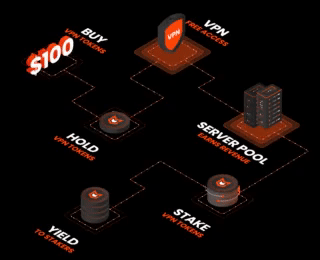 BUY
VPN TOKENS
$100
VPN
FREE ACCESS
VPN
HOLD
VPN TOKENS
SERVER POOL
EARNS REVENUE
STAKE
VPN TOKENS
YIELD
TO STAKERS